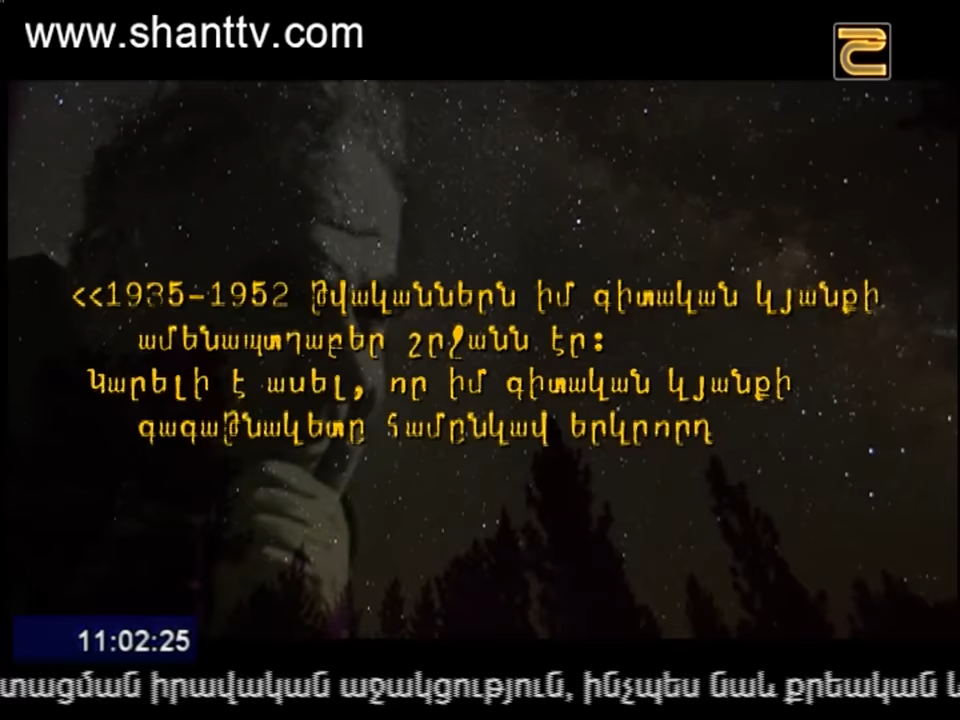 www.shanttv.com
<<1935-1952 թվականներն իմ գիտական կյանքի
ամենապտղաբեր շրջանն էր:
Կարելի է ասել, որ իմ գիտական կյանքի
գագաթնակետը համընկավ երկրորդ
11:02:25
տացման իրավական աջակցություն, ինչպես նաև քրեական